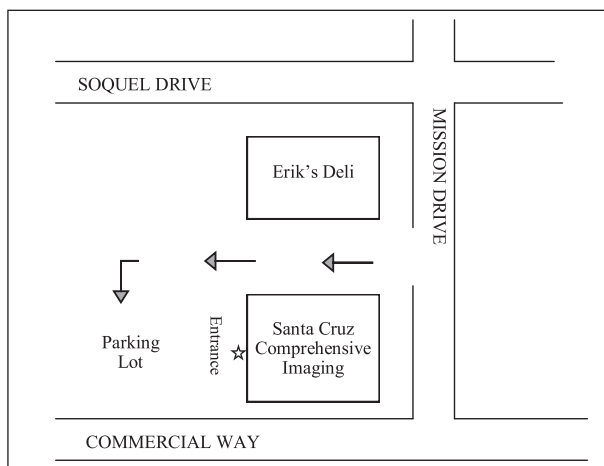 SOQUEL DRIVE
MISSION DRIVE
Erik's Deli
Parking
Lot
Entrance
Santa Cruz
Comprehensive
Imaging
COMMERCIAL WAY